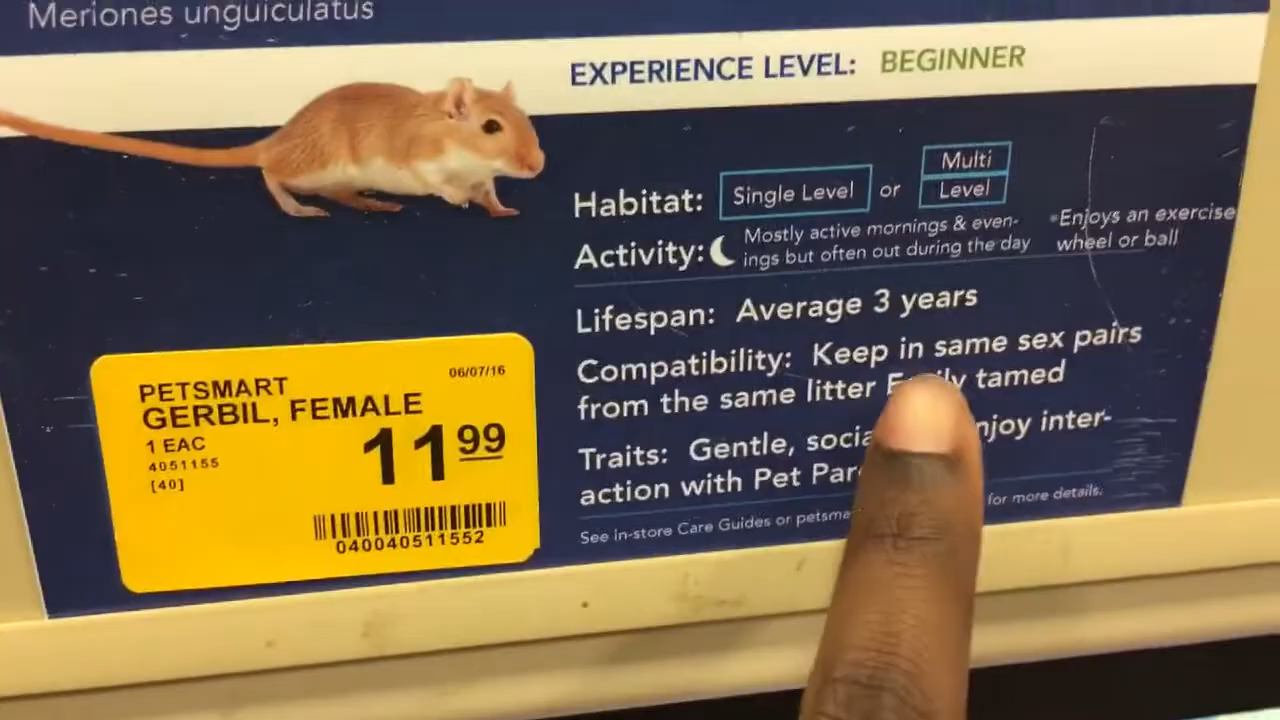 Meriones unguiculatus
EXPERIENCE LEVEL: BEGINNER
Habitat: Single Level or Multi Level
Activity: Mostly active mornings & even-
ings but often out during the day
*Enjoys an exercise
wheel or ball
Lifespan: Average 3 years
Compatibility: Keep in same sex pairs
from the same litter tamed
Traits: Gentle, inter-
action with Pet
See in-store Care Guides or for more details.
PETSMART
06/07/16
GERBIL, FEMALE
1 EAC
4051155
[40]
11 99
040040511552